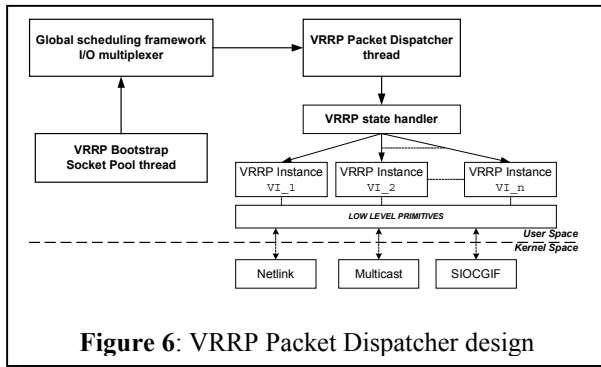 Global scheduling framework
I/O multiplexer
VRRP Packet Dispatcher
thread
VRRP state handler
VRRP Bootstrap
Socket Pool thread
VRRP Instance
VI_1
VRRP Instance
VI_2
VRRP Instance
VI_n
LOW LEVEL PRIMITIVES
User Space
Kernel Space
Netlink
Multicast
SIOCGIF
Figure 6: VRRP Packet Dispatcher design